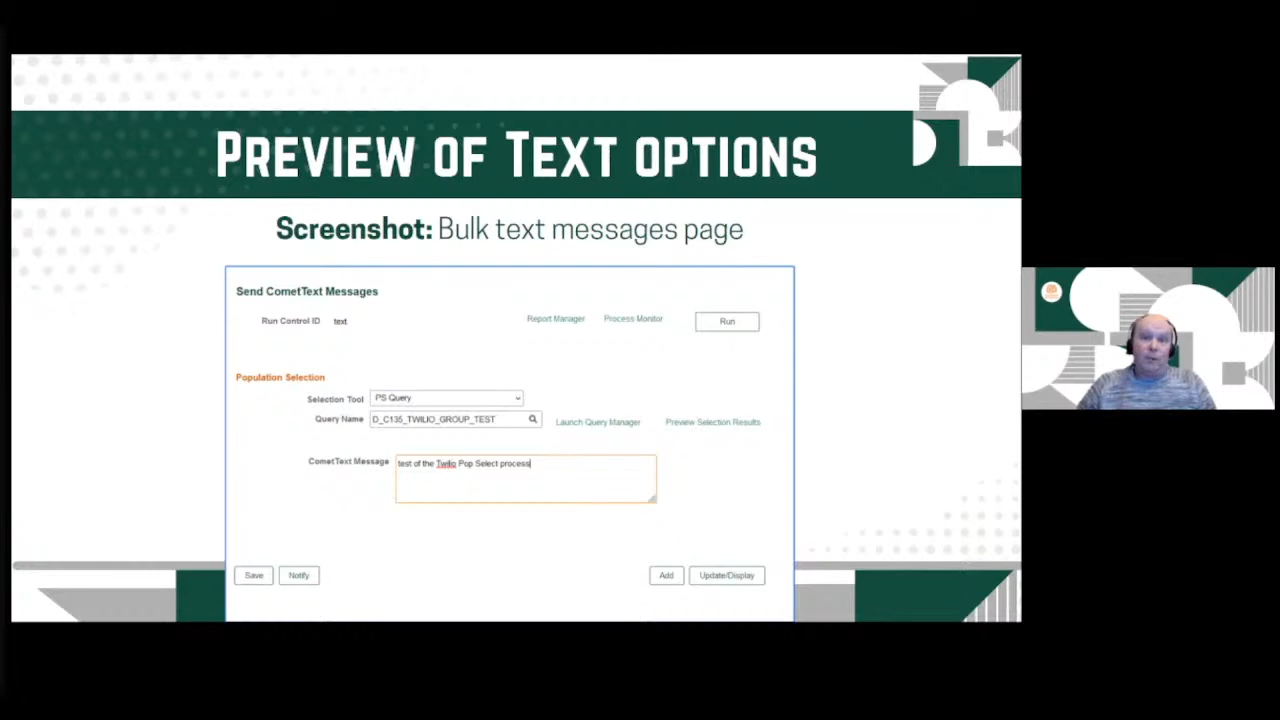 PREVIEW OF TEXT OPTIONS
Screenshot: Bulk text messages page
Send CometText Messages
Run Control ID text Report Manager Process Monitor Run
Population Selection
Selection Tool PS Query
Query Name D_C135_TWILIO_GROUP_TEST Launch Query Manager Preview Selection Results
CometText Message test of the Twilio Pop Select process
Save Notify Add Update/Display